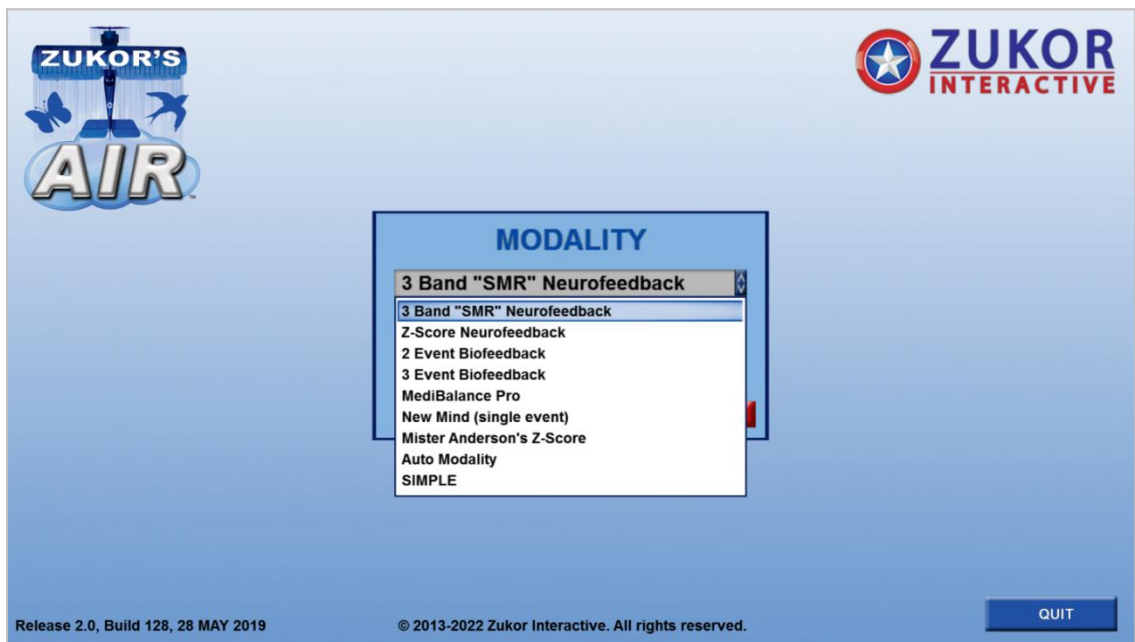 ZUKOR'S
AIR
ZUKOR
INTERACTIVE
MODALITY
3 Band "SMR" Neurofeedback
3 Band "SMR" Neurofeedback
Z-Score Neurofeedback
2 Event Biofeedback
3 Event Biofeedback
MediBalance Pro
New Mind (single event)
Mister Anderson's Z-Score
Auto Modality
SIMPLE
QUIT
Release 2.0, Build 128, 28 MAY 2019
© 2013-2022 Zukor Interactive. All rights reserved.